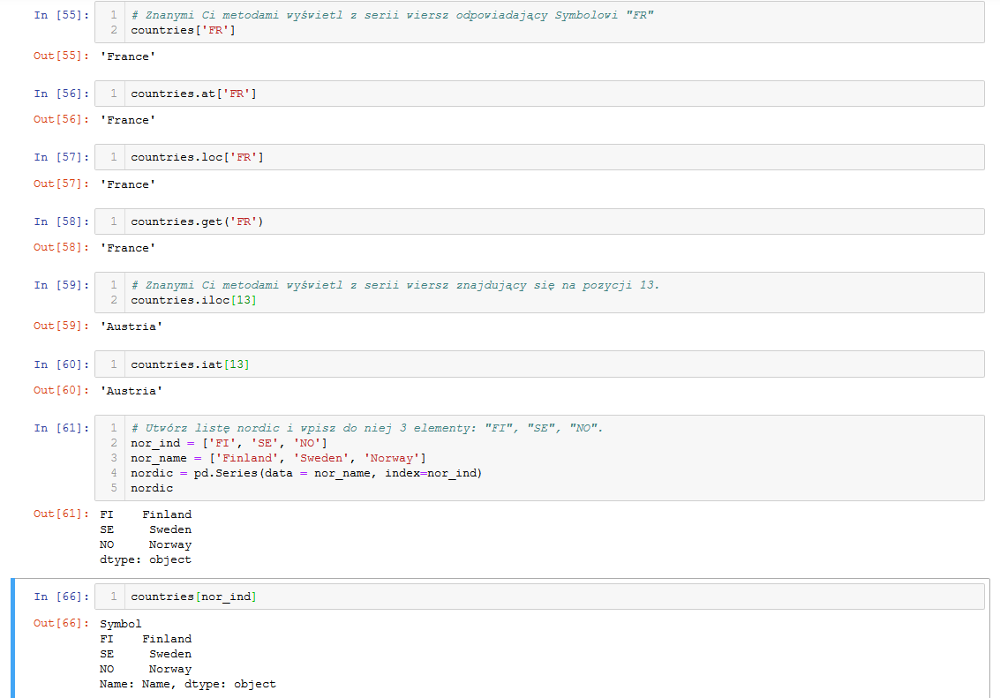 In [55]: 1 # Znanymi Ci metodami wyświetl z serii wiersz odpowiadający Symbolowi "FR"
2 countries['FR']
Out[55]: 'France'
In [56]: 1 countries.at['FR']
Out[56]: 'France'
In [57]: 1 countries.loc['FR']
Out[57]: 'France'
In [58]: 1 countries.get('FR')
Out[58]: 'France'
In [59]: 1 # Znanymi Ci metodami wyświetl z serii wiersz znajdujący się na pozycji 13.
2 countries.iloc[13]
Out[59]: 'Austria'
In [60]: 1 countries.iat[13]
Out[60]: 'Austria'
In [61]: 1 # Utwórz listę nordic i wpisz do niej 3 elementy: "FI", "SE", "NO".
2 nor_ind = ['FI', 'SE', 'NO']
3 nor_name = ['Finland', 'Sweden', 'Norway']
4 nordic = pd.Series(data = nor_name, index=nor_ind)
5 nordic
Out[61]: FI Finland
SE Sweden
NO Norway
dtype: object
In [66]: 1 countries[nor_ind]
Out[66]: Symbol
FI Finland
SE Sweden
NO Norway
Name: Name, dtype: object